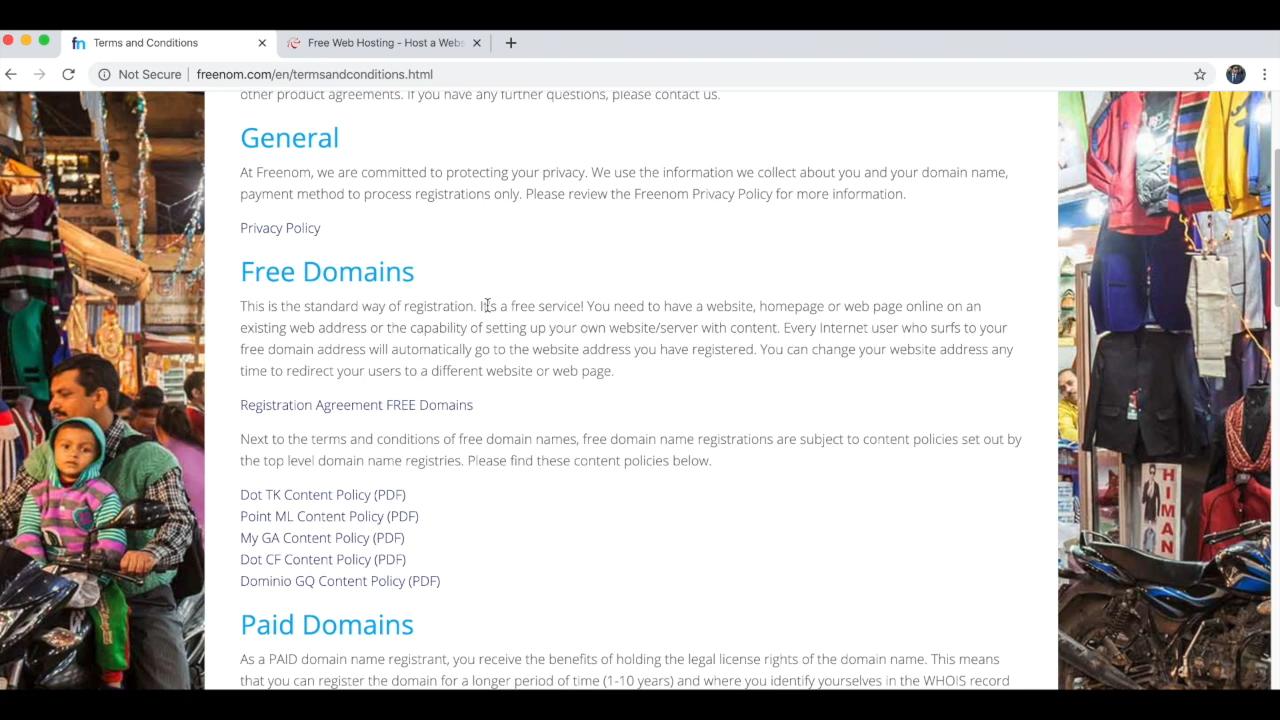 fn Terms and Conditions
Free Web Hosting - Host a Webs
Not Secure | freenom.com/en/termsandconditions.html
other product agreements. If you have any further questions, please contact us.
General
At Freenom, we are committed to protecting your privacy. We use the information we collect about you and your domain name,
payment method to process registrations only. Please review the Freenom Privacy Policy for more information.
Privacy Policy
Free Domains
This is the standard way of registration. It's a free service! You need to have a website, homepage or web page online on an
existing web address or the capability of setting up your own website/server with content. Every Internet user who surfs to your
free domain address will automatically go to the website address you have registered. You can change your website address any
time to redirect your users to a different website or web page.
Registration Agreement FREE Domains
Next to the terms and conditions of free domain names, free domain name registrations are subject to content policies set out by
the top level domain name registries. Please find these content policies below.
Dot TK Content Policy (PDF)
Point ML Content Policy (PDF)
My GA Content Policy (PDF)
Dot CF Content Policy (PDF)
Dominio GQ Content Policy (PDF)
Paid Domains
As a PAID domain name registrant, you receive the benefits of holding the legal license rights of the domain name. This means
that you can register the domain for a longer period of time (1-10 years) and where you identify yourselves in the WHOIS record
HIMAN